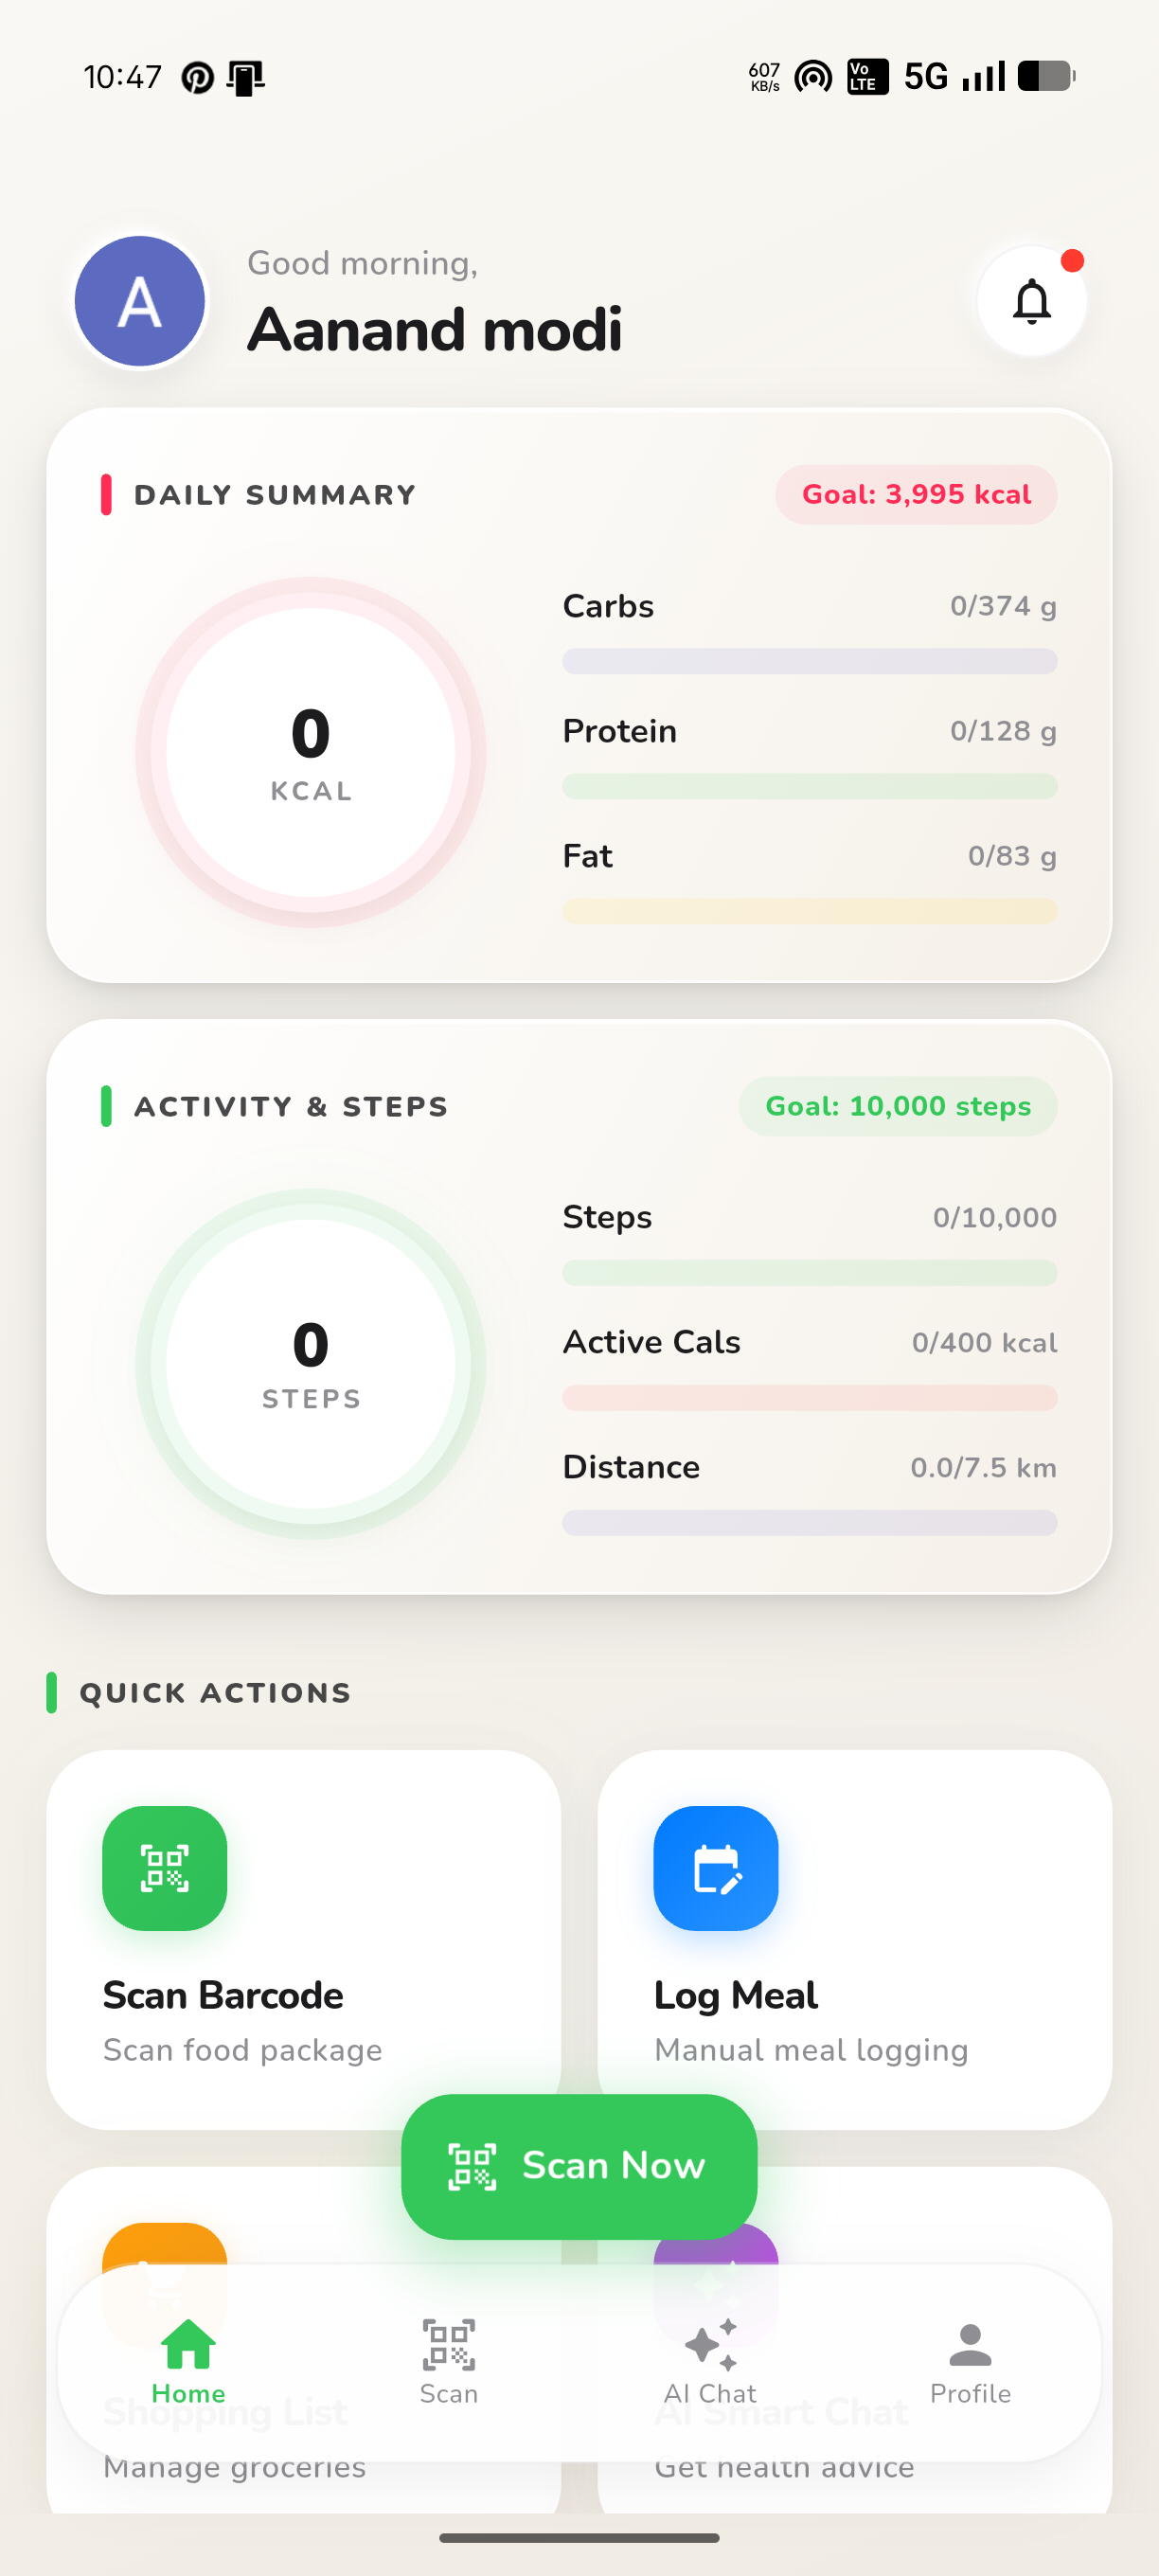 10:47
607
KB/s
Vo
LTE
5G
A
Good morning,
Aanand modi
DAILY SUMMARY
Goal: 3,995 kcal
0
KCAL
Carbs
0/374 g
Protein
0/128 g
Fat
0/83 g
ACTIVITY & STEPS
Goal: 10,000 steps
0
STEPS
Steps
0/10,000
Active Cals
0/400 kcal
Distance
0.0/7.5 km
QUICK ACTIONS
Scan Barcode
Scan food package
Log Meal
Manual meal logging
Scan Now
Home
Scan
AI Chat
Profile
Shopping List
AI Smart Chat
Manage groceries
Get health advice